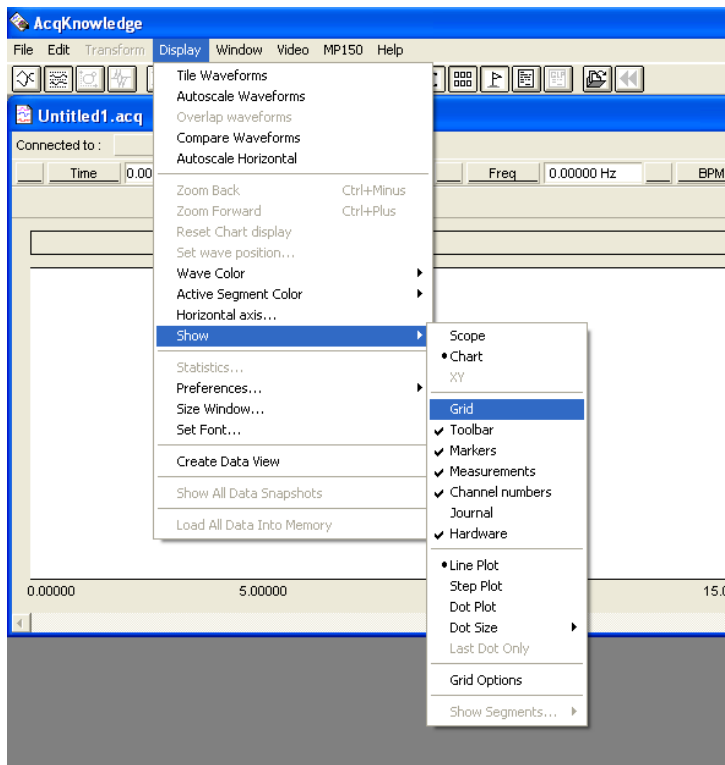 AcqKnowledge
File Edit Transform Display Window Video MP150 Help
Untitled1.acq
Connected to :
Time 0.00 Freq 0.00000 Hz BPM
Tile Waveforms
Autoscale Waveforms
Overlap waveforms
Compare Waveforms
Autoscale Horizontal
Zoom Back Ctrl+Minus
Zoom Forward Ctrl+Plus
Reset Chart display
Set wave position...
Wave Color
Active Segment Color
Horizontal axis...
Show
Statistics...
Preferences...
Size Window...
Set Font...
Create Data View
Show All Data Snapshots
Load All Data Into Memory
Scope
Chart
XY
Grid
Toolbar
Markers
Measurements
Channel numbers
Journal
Hardware
Line Plot
Step Plot
Dot Plot
Dot Size
Last Dot Only
Grid Options
Show Segments...
0.00000 5.00000 15.0